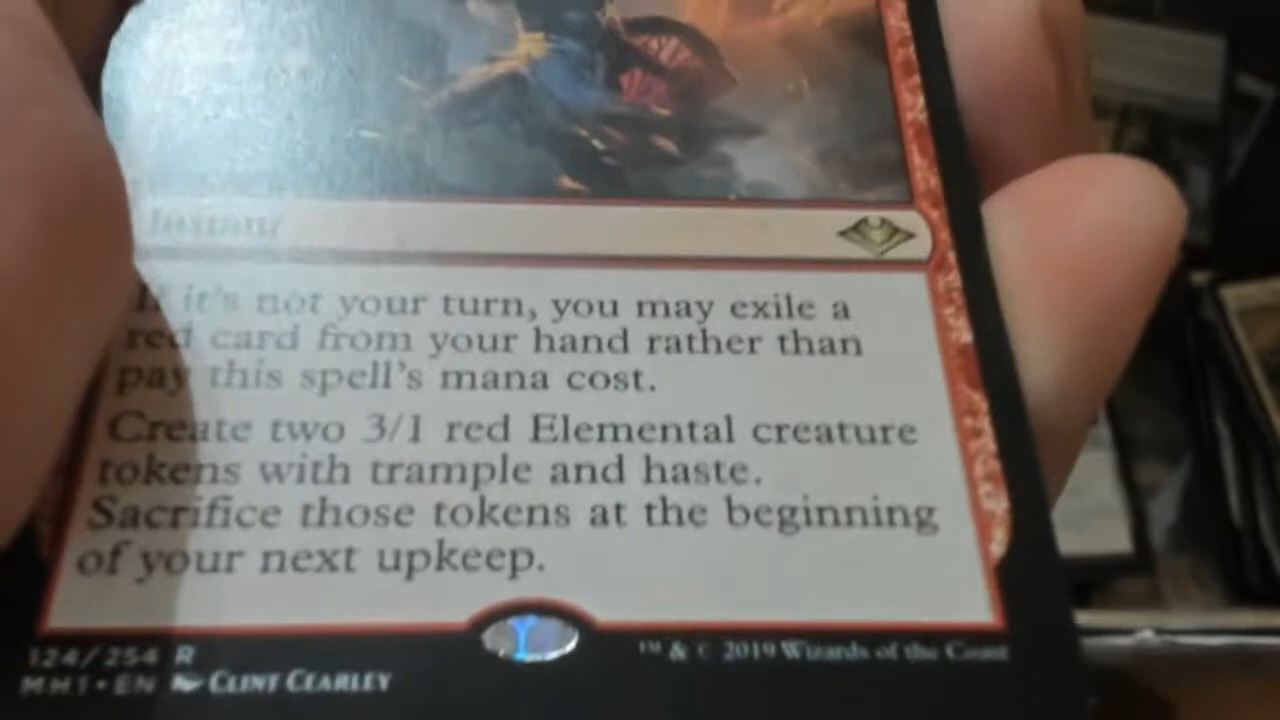 Instant
If it's not your turn, you may exile a
red card from your hand rather than
pay this spell's mana cost.
Create two 3/1 red Elemental creature
tokens with trample and haste.
Sacrifice those tokens at the beginning
of your next upkeep.
124/254 R
MH1•EN CLINT CEARLEY
™ & © 2019 Wizards of the Coast